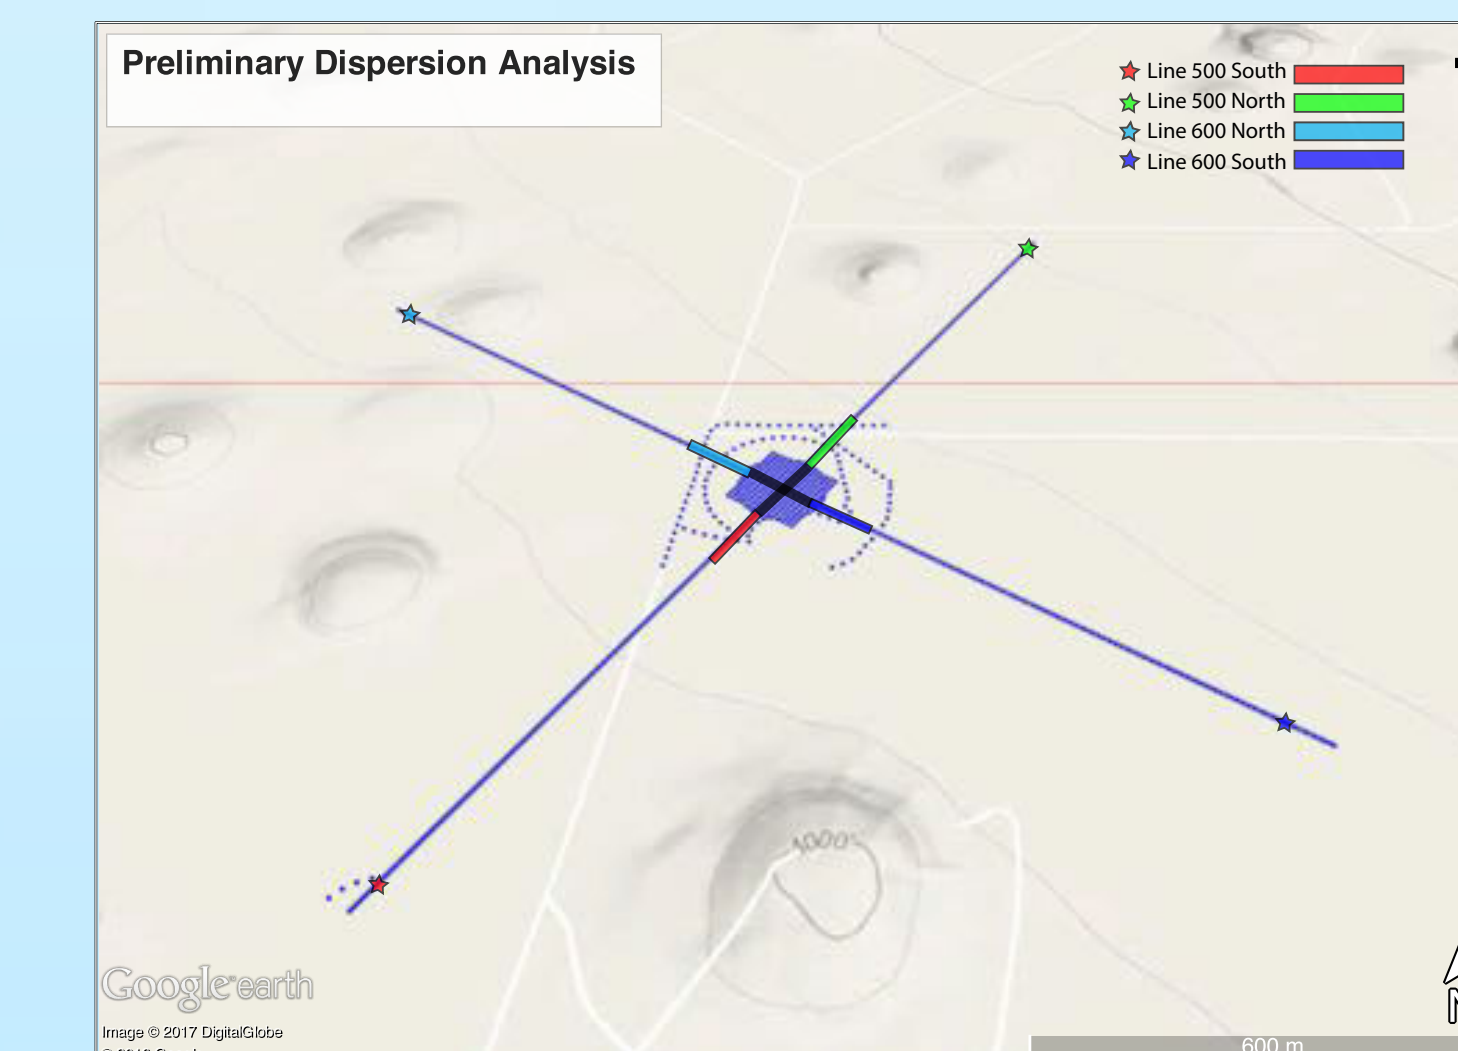 Preliminary Dispersion Analysis
Line 500 South
Line 500 North
Line 600 North
Line 600 South
Google earth
Image © 2017 DigitalGlobe
600 m